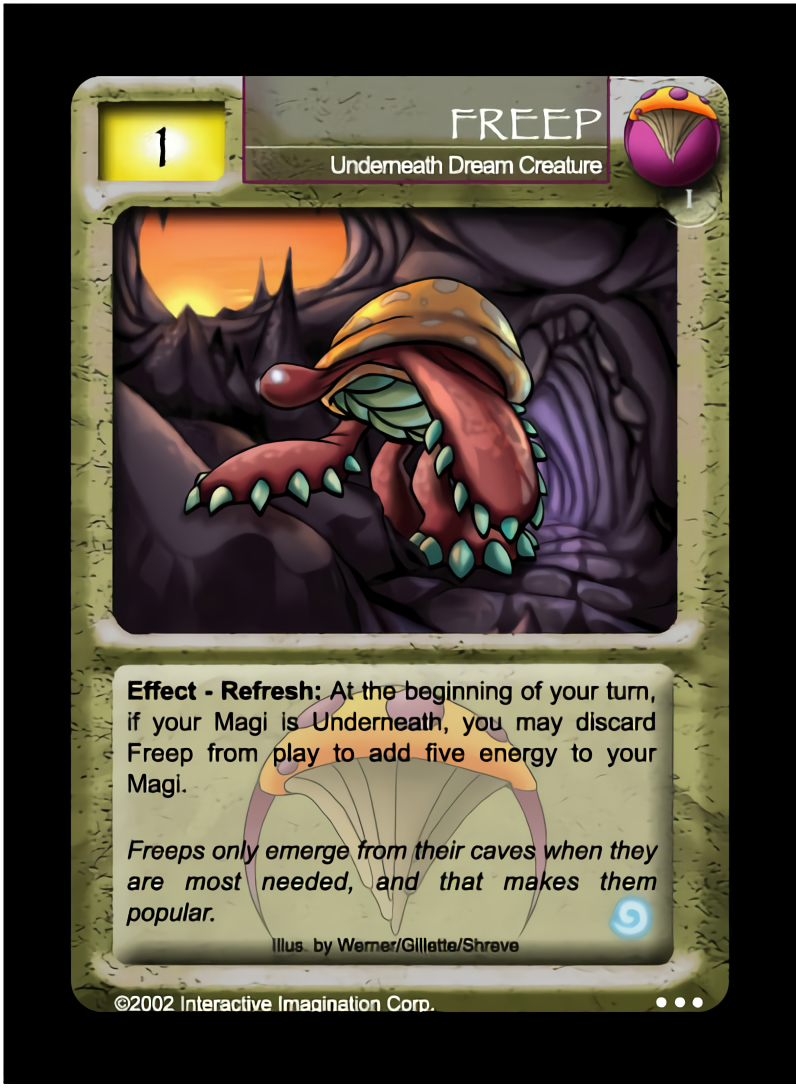 1
FREEP
Underneath Dream Creature
1
Effect - Refresh: At the beginning of your turn,
if your Magi is Underneath, you may discard
Freep from play to add five energy to your
Magi.
Freeps only emerge from their caves when they
are most needed, and that makes them
popular.
Illus. by Werner/Gillette/Shreve
©2002 Interactive Imagination Corp.